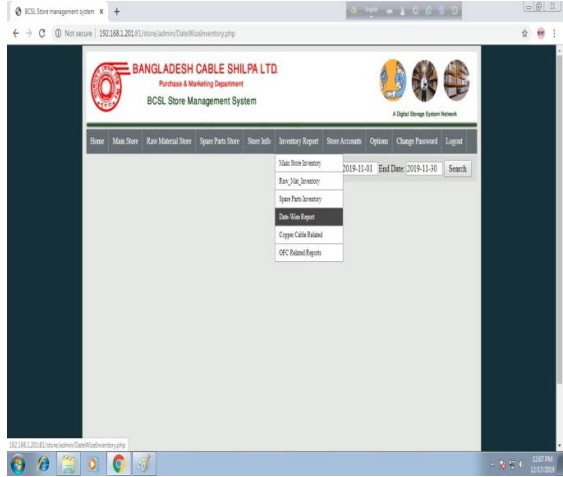 BCSL Store management system
Not secure | 192.168.1.201:81/store/admin/DateWizeInventory.php
BANGLADESH CABLE SHILPA LTD.
Purchase & Marketing Department
BCSL Store Management System
A Digital Storage System Network
Home Main Store Raw Material Store Spare Parts Store Store Info Inventory Report Store Accounts Options Change Password Logout
Main Store Inventory
2019-11-01 End Date: 2019-11-30 Search
Raw_Mat_Inventory
Spare Parts Inventory
Date-Wise Report
Copper Cable Related
OFC Related Reports
192.168.1.201:81/store/admin/DateWizeInventory.php
12:07 PM
12/17/2019